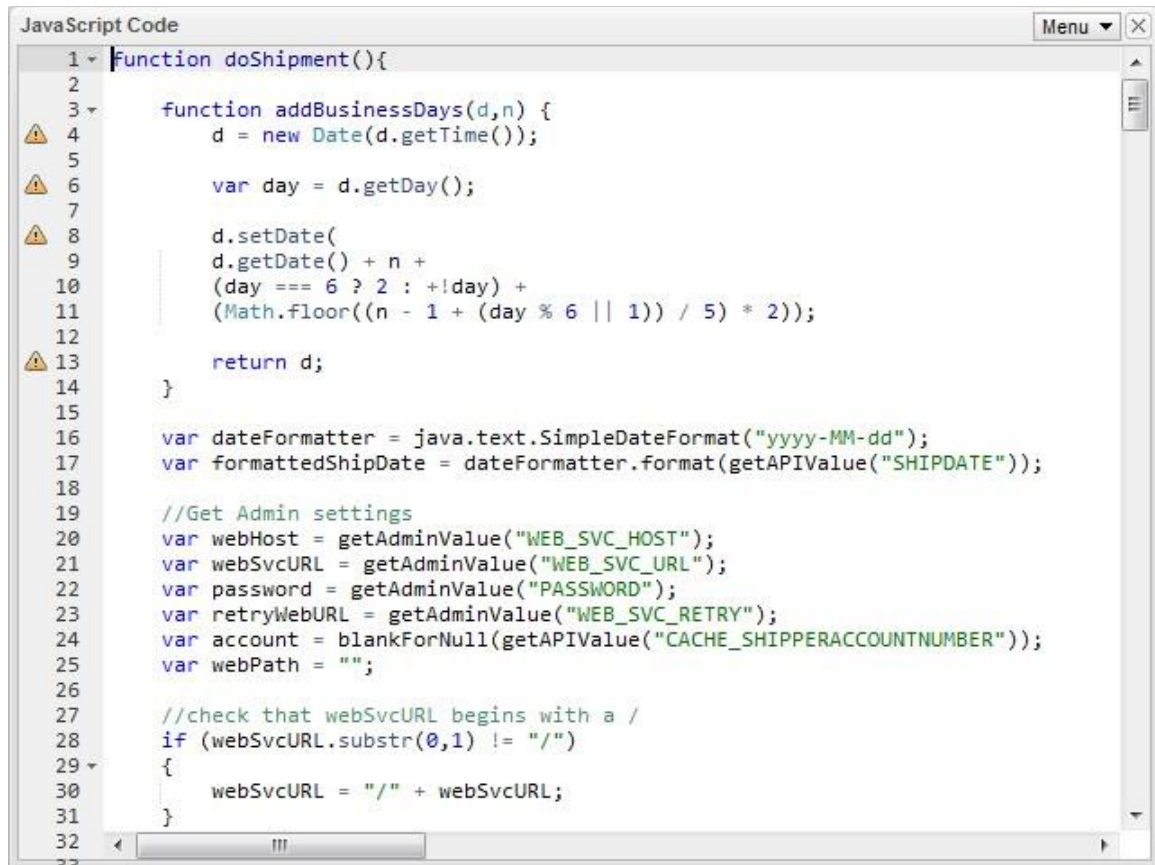 JavaScript Code Menu
1 function doShipment(){
2
3     function addBusinessDays(d,n) {
4         d = new Date(d.getTime());
5
6         var day = d.getDay();
7
8         d.setDate(
9         d.getDate() + n +
10         (day === 6 ? 2 : +!day) +
11         (Math.floor((n - 1 + (day % 6 || 1)) / 5) * 2));
12
13         return d;
14     }
15
16     var dateFormatter = java.text.SimpleDateFormat("yyyy-MM-dd");
17     var formattedShipDate = dateFormatter.format(getAPIValue("SHIPDATE"));
18
19     //Get Admin settings
20     var webHost = getAdminValue("WEB_SVC_HOST");
21     var webSvcURL = getAdminValue("WEB_SVC_URL");
22     var password = getAdminValue("PASSWORD");
23     var retryWebURL = getAdminValue("WEB_SVC_RETRY");
24     var account = blankForNull(getAPIValue("CACHE_SHIPPERACCOUNTNUMBER"));
25     var webPath = "";
26
27     //check that webSvcURL begins with a /
28     if (webSvcURL.substr(0,1) != "/")
29     {
30         webSvcURL = "/" + webSvcURL;
31     }
32
33